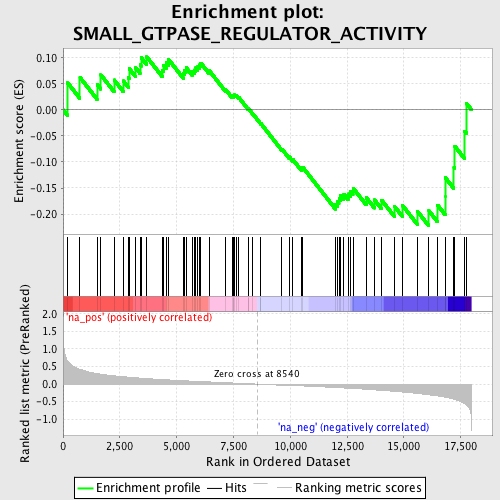 Enrichment plot:
SMALL_GTPASE_REGULATOR_ACTIVITY
Enrichment score (ES)
0.10
0.05
0.00
-0.05
-0.10
-0.15
-0.20
'na_pos' (positively correlated)
Ranked list metric (PreRanked)
2.0
1.5
1.0
0.5
0.0
-0.5
-1.0
Zero cross at 8540
'na_neg' (negatively correlated)
0
2,500
5,000
7,500
10,000
12,500
15,000
17,500
Rank in Ordered Dataset
Enrichment profile
Hits
Ranking metric scores